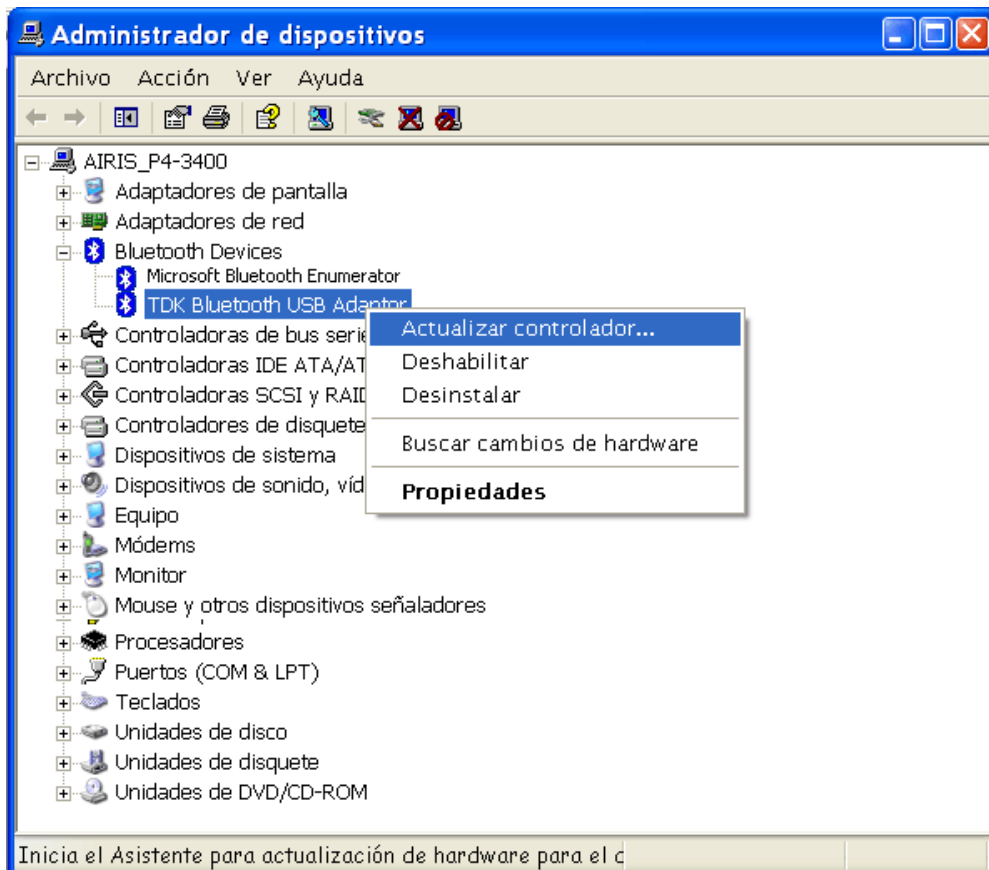 Administrador de dispositivos
Archivo Acción Ver Ayuda
AIRIS_P4-3400
Adaptadores de pantalla
Adaptadores de red
Bluetooth Devices
Microsoft Bluetooth Enumerator
TDK Bluetooth USB Adaptor
Controladoras de bus serie
Controladoras IDE ATA/AT
Controladoras SCSI y RAID
Controladores de disquete
Dispositivos de sistema
Dispositivos de sonido, víd
Equipo
Módems
Monitor
Mouse y otros dispositivos señaladores
Procesadores
Puertos (COM & LPT)
Teclados
Unidades de disco
Unidades de disquete
Unidades de DVD/CD-ROM
Actualizar controlador...
Deshabilitar
Desinstalar
Buscar cambios de hardware
Propiedades
Inicia el Asistente para actualización de hardware para el